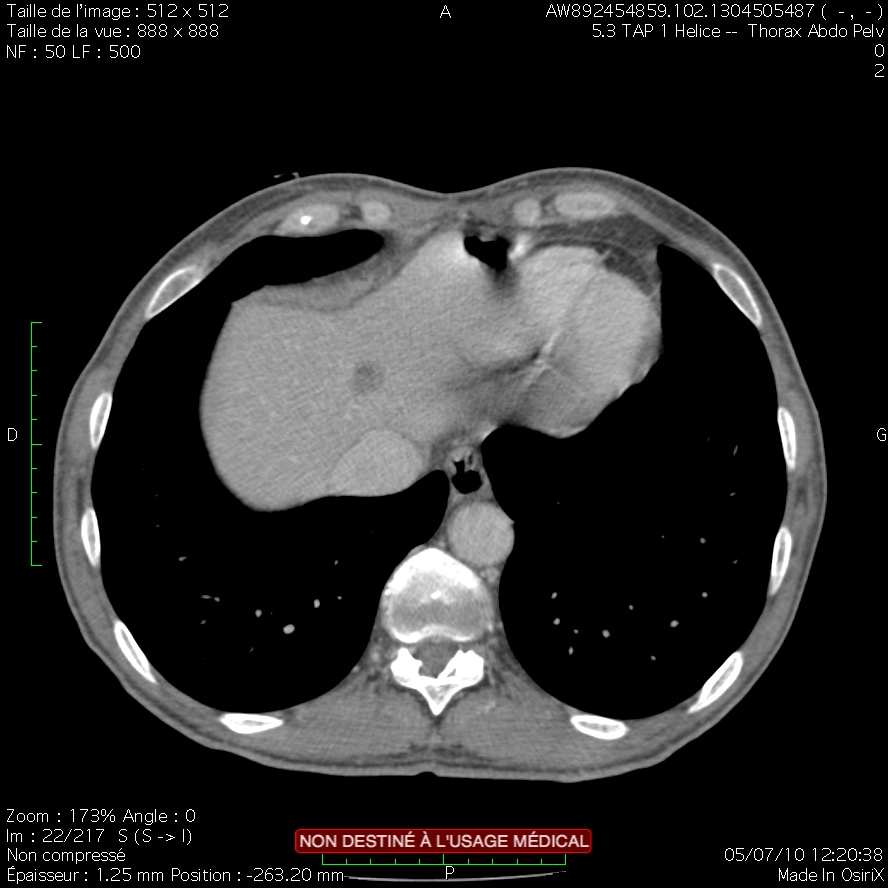 Taille de l'image : 512 x 512
Taille de la vue : 888 x 888
NF : 50 LF : 500
A
AW892454859.102.1304505487 ( -, -)
5.3 TAP 1 Helice -- Thorax Abdo Pelv
0
2
D
G
Zoom : 173% Angle : 0
Im : 22/217 S (S -> I)
Non compressé
Épaisseur : 1.25 mm Position : -263.20 mm
NON DESTINÉ À L'USAGE MÉDICAL
P
05/07/10 12:20:38
Made In OsiriX